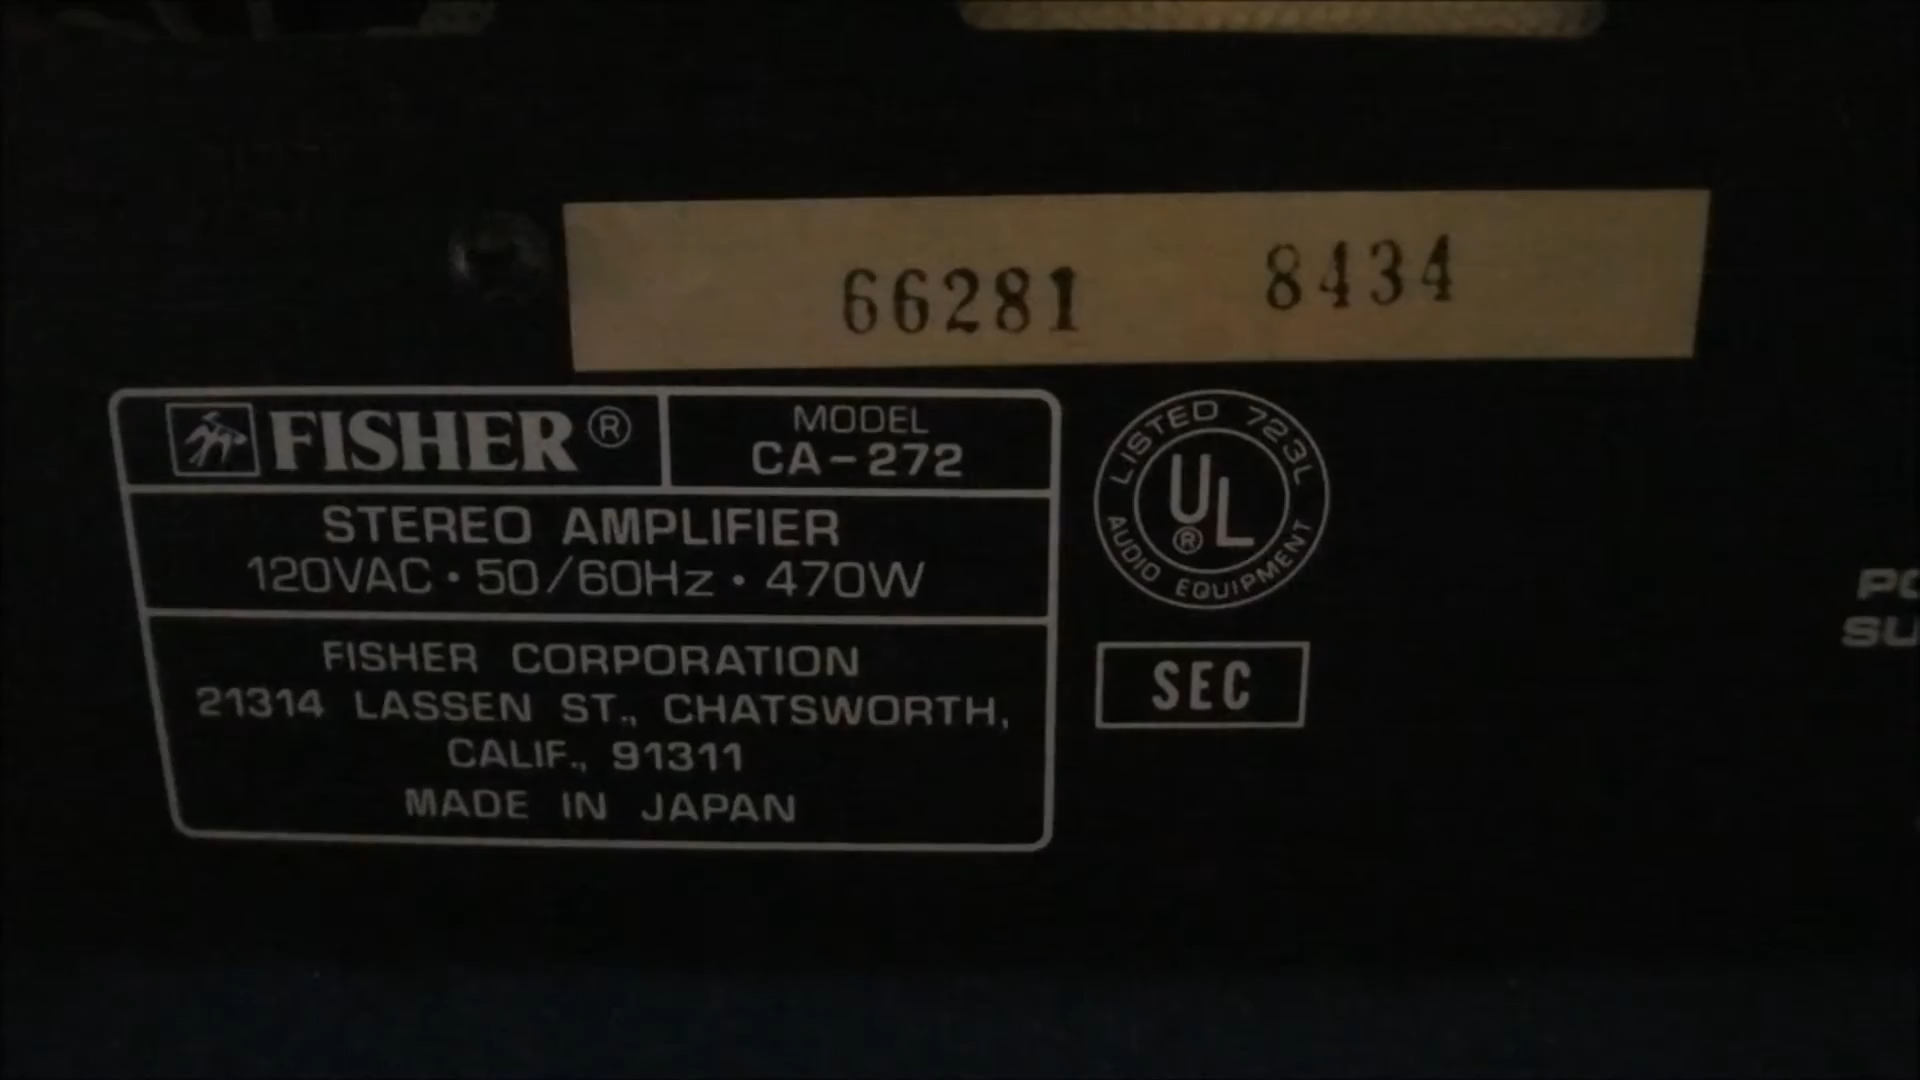 66281 8434
FISHER®
MODEL
CA-272
STEREO AMPLIFIER
120VAC • 50/60Hz • 470W
FISHER CORPORATION
21314 LASSEN ST., CHATSWORTH,
CALIF., 91311
MADE IN JAPAN
LISTED 723L
UL®
AUDIO EQUIPMENT
SEC